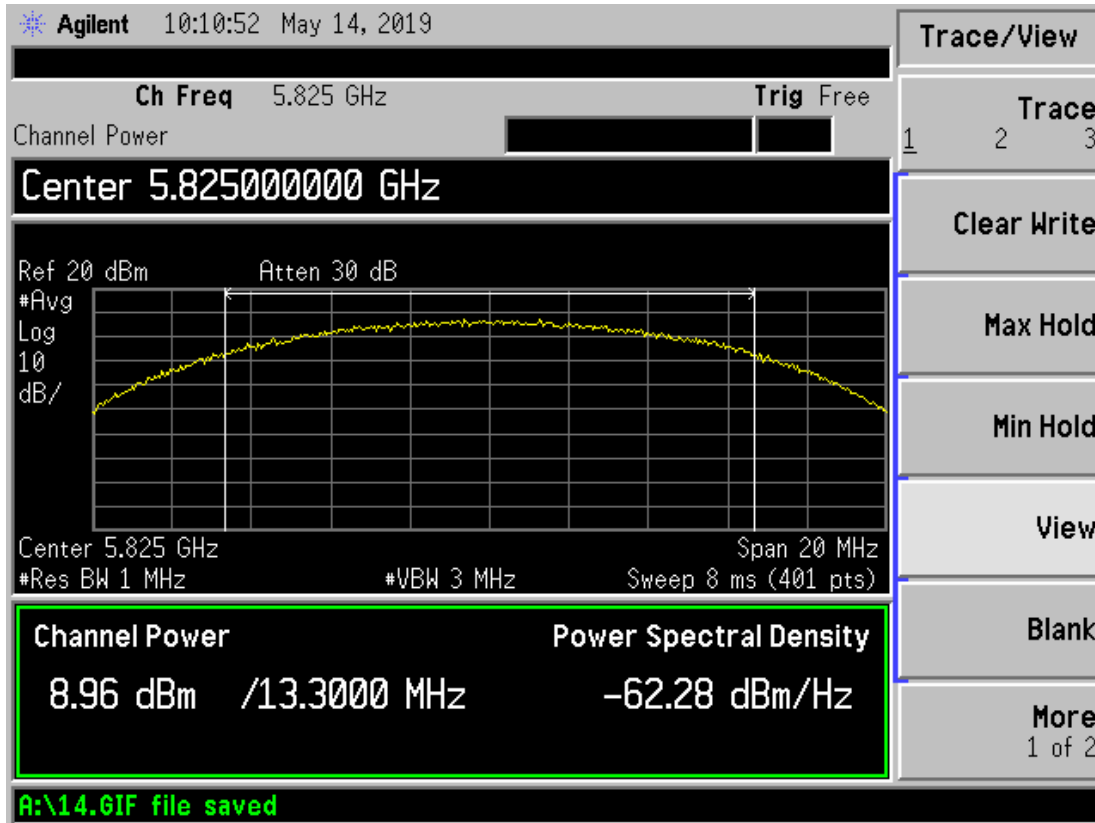 Agilent 10:10:52 May 14, 2019
Trace/View
Ch Freq 5.825 GHz Trig Free
Channel Power
Trace
1 2 3
Center 5.825000000 GHz
Clear Write
Ref 20 dBm Atten 30 dB
#Avg
Log
10
dB/
Max Hold
Min Hold
View
Center 5.825 GHz Span 20 MHz
#Res BW 1 MHz #VBW 3 MHz Sweep 8 ms (401 pts)
Channel Power Power Spectral Density
8.96 dBm /13.3000 MHz -62.28 dBm/Hz
Blank
More
1 of 2
A:\14.GIF file saved